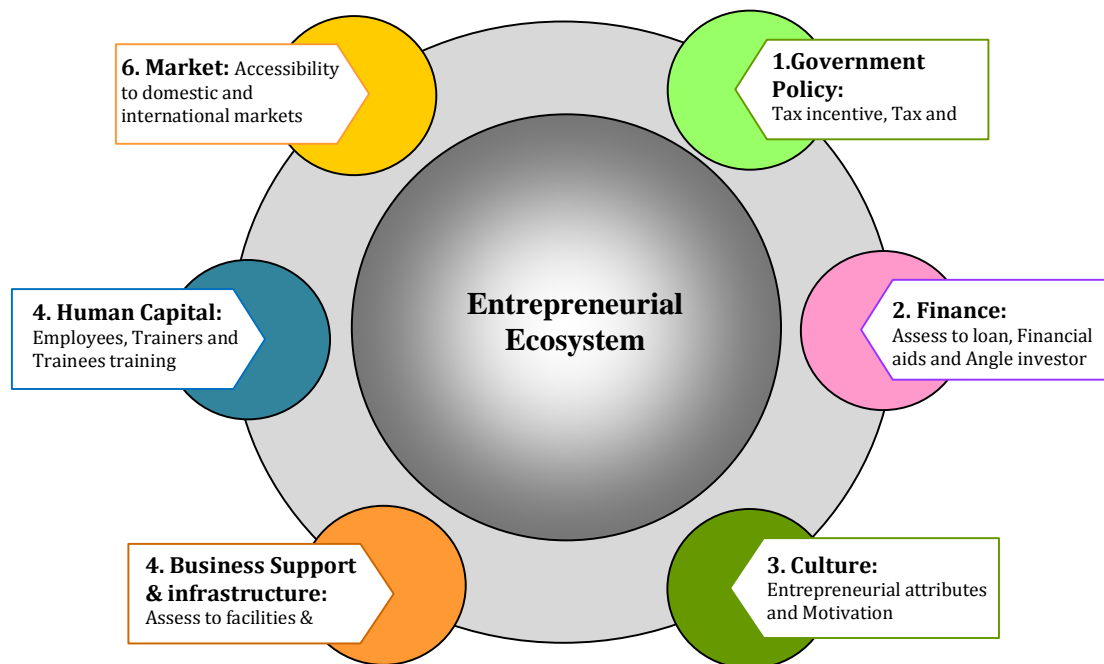 6. Market: Accessibility
to domestic and
international markets
1.Government
Policy:
Tax incentive, Tax and
4. Human Capital:
Employees, Trainers and
Trainees training
Entrepreneurial
Ecosystem
2. Finance:
Assess to loan, Financial
aids and Angle investor
4. Business Support
& infrastructure:
Assess to facilities &
3. Culture:
Entrepreneurial attributes
and Motivation